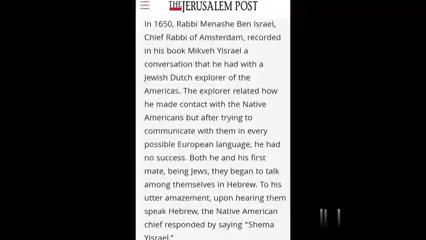 THE JERUSALEM POST
In 1650, Rabbi Menashe Ben Israel,
Chief Rabbi of Amsterdam, recorded
in his book Mikveh Yisrael a
conversation that he had with a
Jewish Dutch explorer of the
Americas. The explorer related how
he made contact with the Native
Americans but after trying to
communicate with them in every
possible European language, he had
no success. Both he and his first
mate, being Jews, they began to talk
among themselves in Hebrew. To his
utter amazement, upon hearing them
speak Hebrew, the Native American
chief responded by saying “Shema
Yisrael.”